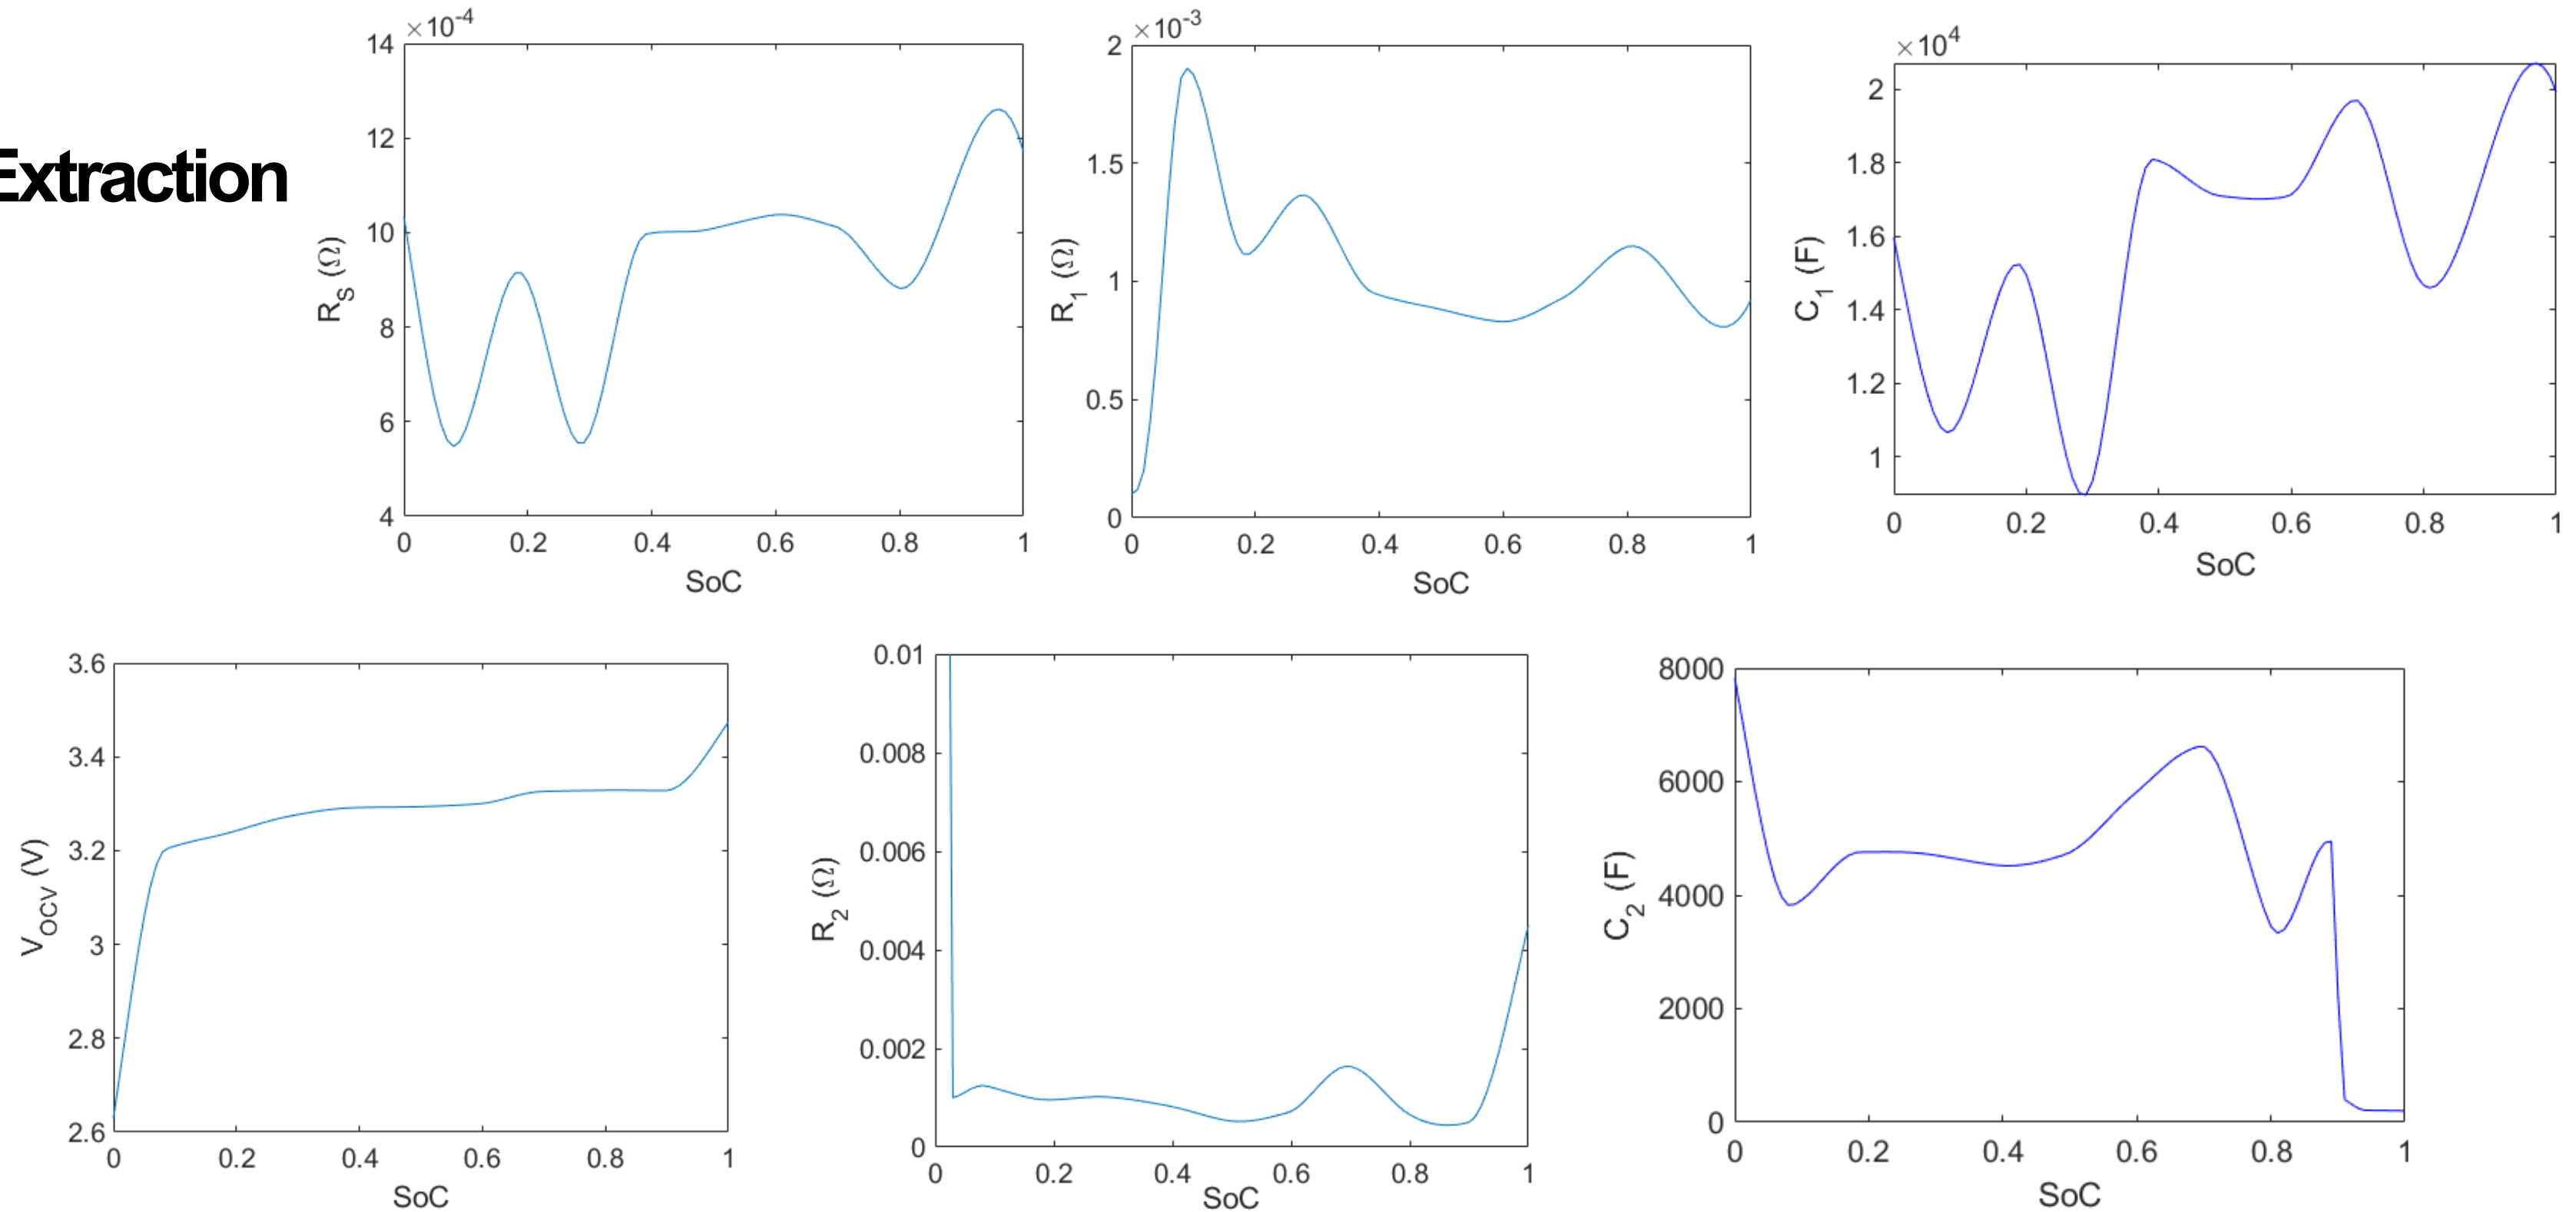 Extraction
×10⁻⁴
14
12
10
8
6
4
R_S (Ω)
0 0.2 0.4 0.6 0.8 1
SoC
×10⁻³
2
1.5
1
0.5
0
R_1 (Ω)
0 0.2 0.4 0.6 0.8 1
SoC
×10⁴
2
1.8
1.6
1.4
1.2
1
C_1 (F)
0 0.2 0.4 0.6 0.8 1
SoC
3.6
3.4
3.2
3
2.8
2.6
V_OCV (V)
0 0.2 0.4 0.6 0.8 1
SoC
0.01
0.008
0.006
0.004
0.002
0
R_2 (Ω)
0 0.2 0.4 0.6 0.8 1
SoC
8000
6000
4000
2000
0
C_2 (F)
0 0.2 0.4 0.6 0.8 1
SoC